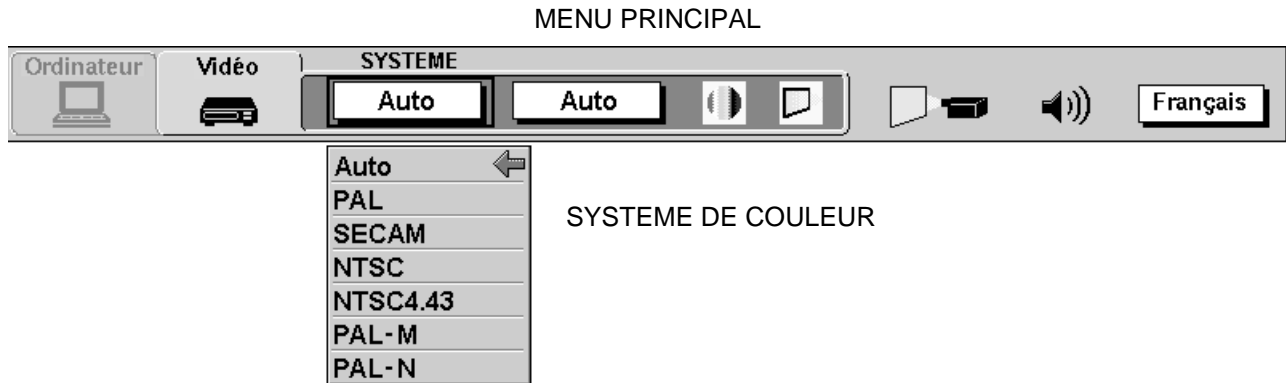 MENU PRINCIPAL
Ordinateur Vidéo SYSTEME
Auto Auto Français
Auto
PAL
SECAM
NTSC
NTSC4.43
PAL-M
PAL-N
SYSTEME DE COULEUR